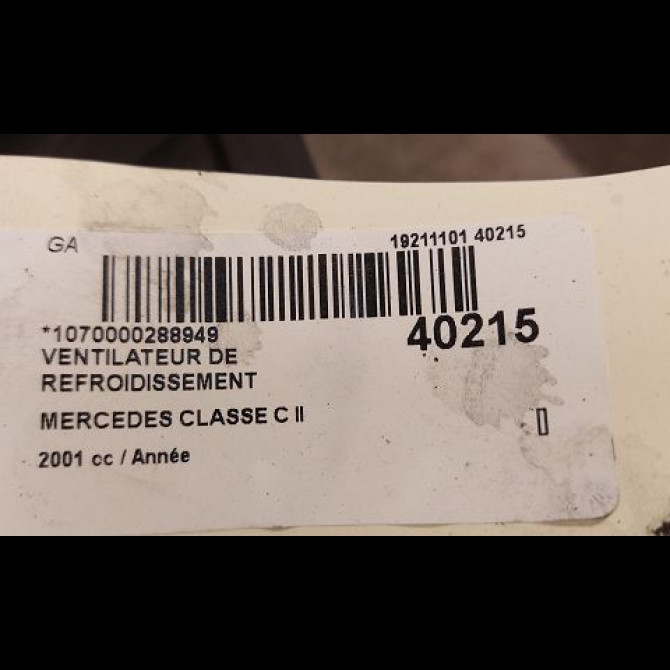 GA
19211101 40215
*1070000288949
40215
VENTILATEUR DE
REFROIDISSEMENT
MERCEDES CLASSE C II
2001 cc / Année